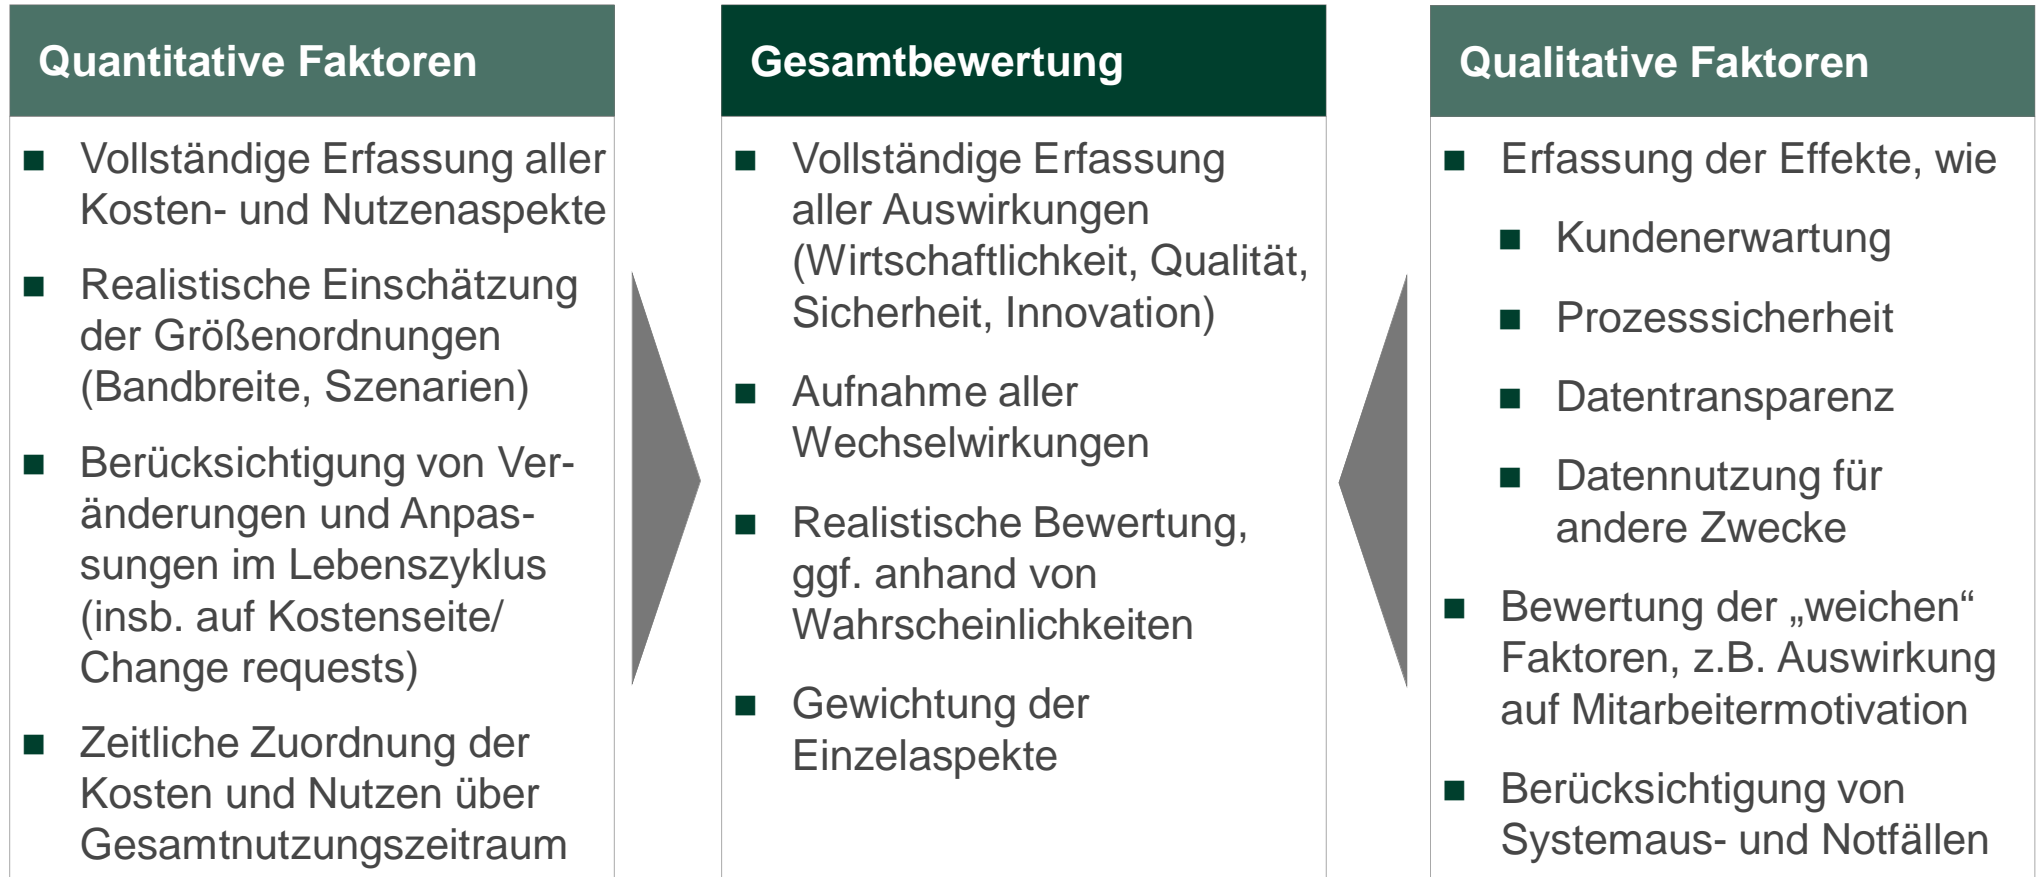 Quantitative Faktoren
Vollständige Erfassung aller
Kosten- und Nutzenaspekte
Realistische Einschätzung
der Größenordnungen
(Bandbreite, Szenarien)
Berücksichtigung von Ver-
änderungen und Anpas-
sungen im Lebenszyklus
(insb. auf Kostenseite/
Change requests)
Zeitliche Zuordnung der
Kosten und Nutzen über
Gesamtnutzungszeitraum
Gesamtbewertung
Vollständige Erfassung
aller Auswirkungen
(Wirtschaftlichkeit, Qualität,
Sicherheit, Innovation)
Aufnahme aller
Wechselwirkungen
Realistische Bewertung,
ggf. anhand von
Wahrscheinlichkeiten
Gewichtung der
Einzelaspekte
Qualitative Faktoren
Erfassung der Effekte, wie
Kundenerwartung
Prozesssicherheit
Datentransparenz
Datennutzung für
andere Zwecke
Bewertung der „weichen“
Faktoren, z.B. Auswirkung
auf Mitarbeitermotivation
Berücksichtigung von
Systemaus- und Notfällen